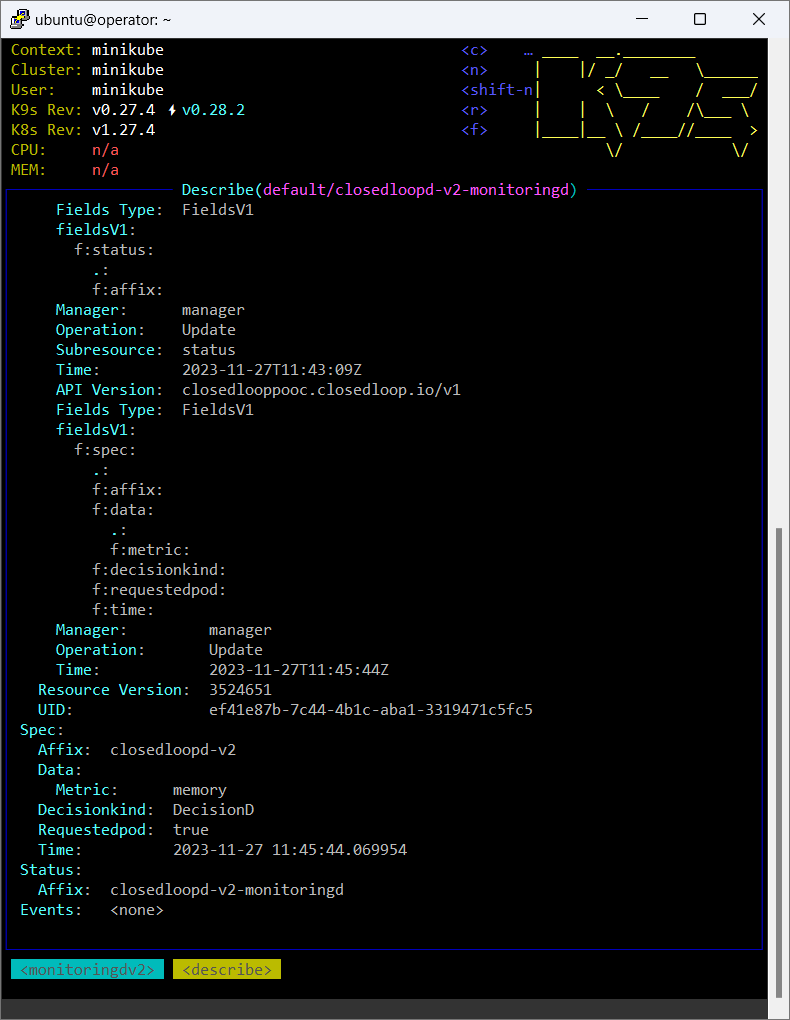 ubuntu@operator: ~
Context: minikube <c> …
Cluster: minikube <n>
User: minikube <shift-n
K9s Rev: v0.27.4 ⚡v0.28.2 <r>
K8s Rev: v1.27.4 <f>
CPU: n/a
MEM: n/a
K9s
Describe(default/closedloopd-v2-monitoringd)
Fields Type: FieldsV1
fieldsV1:
f:status:
.:
f:affix:
Manager: manager
Operation: Update
Subresource: status
Time: 2023-11-27T11:43:09Z
API Version: closedlooppooc.closedloop.io/v1
Fields Type: FieldsV1
fieldsV1:
f:spec:
.:
f:affix:
f:data:
.:
f:metric:
f:decisionkind:
f:requestedpod:
f:time:
Manager: manager
Operation: Update
Time: 2023-11-27T11:45:44Z
Resource Version: 3524651
UID: ef41e87b-7c44-4b1c-aba1-3319471c5fc5
Spec:
Affix: closedloopd-v2
Data:
Metric: memory
Decisionkind: DecisionD
Requestedpod: true
Time: 2023-11-27 11:45:44.069954
Status:
Affix: closedloopd-v2-monitoringd
Events: <none>
<monitoringdv2> <describe>